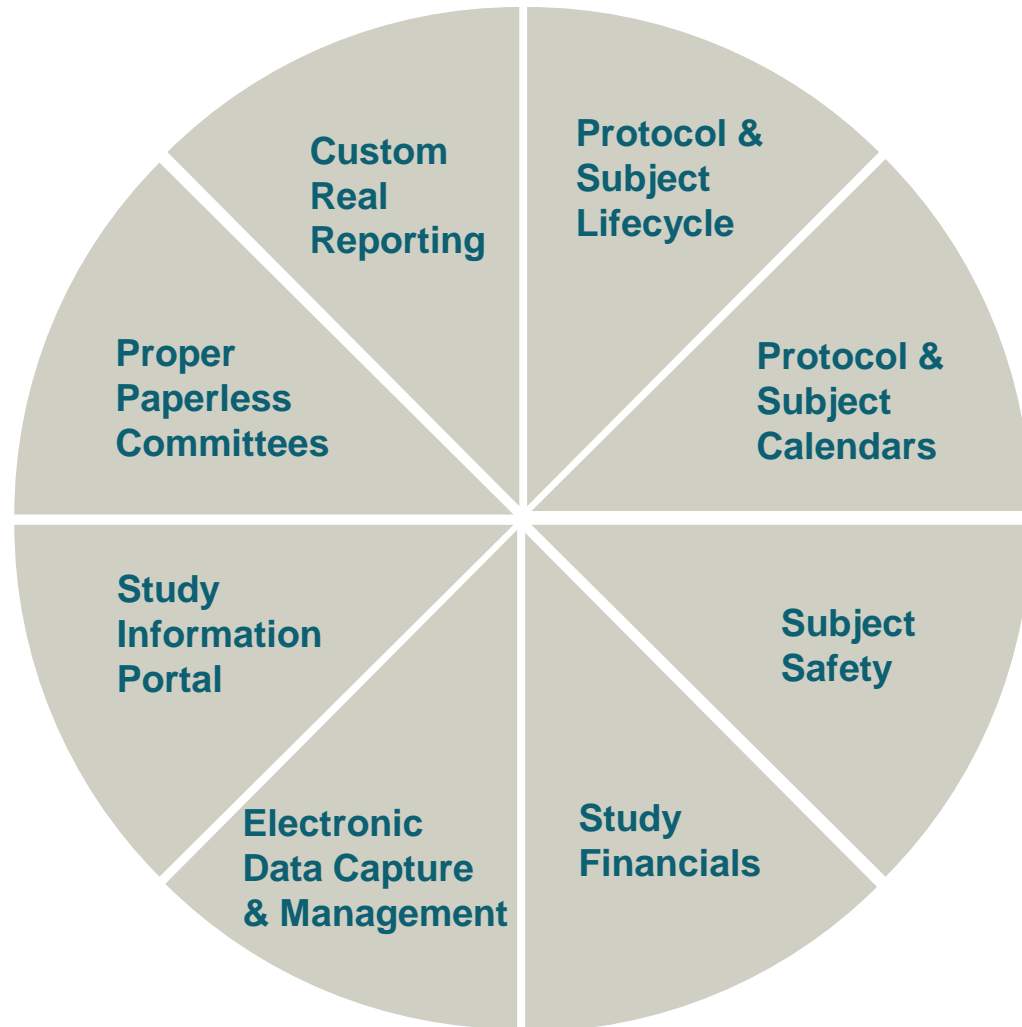 Custom
Real
Reporting
Protocol &
Subject
Lifecycle
Protocol &
Subject
Calendars
Subject
Safety
Study
Financials
Electronic
Data Capture
& Management
Study
Information
Portal
Proper
Paperless
Committees